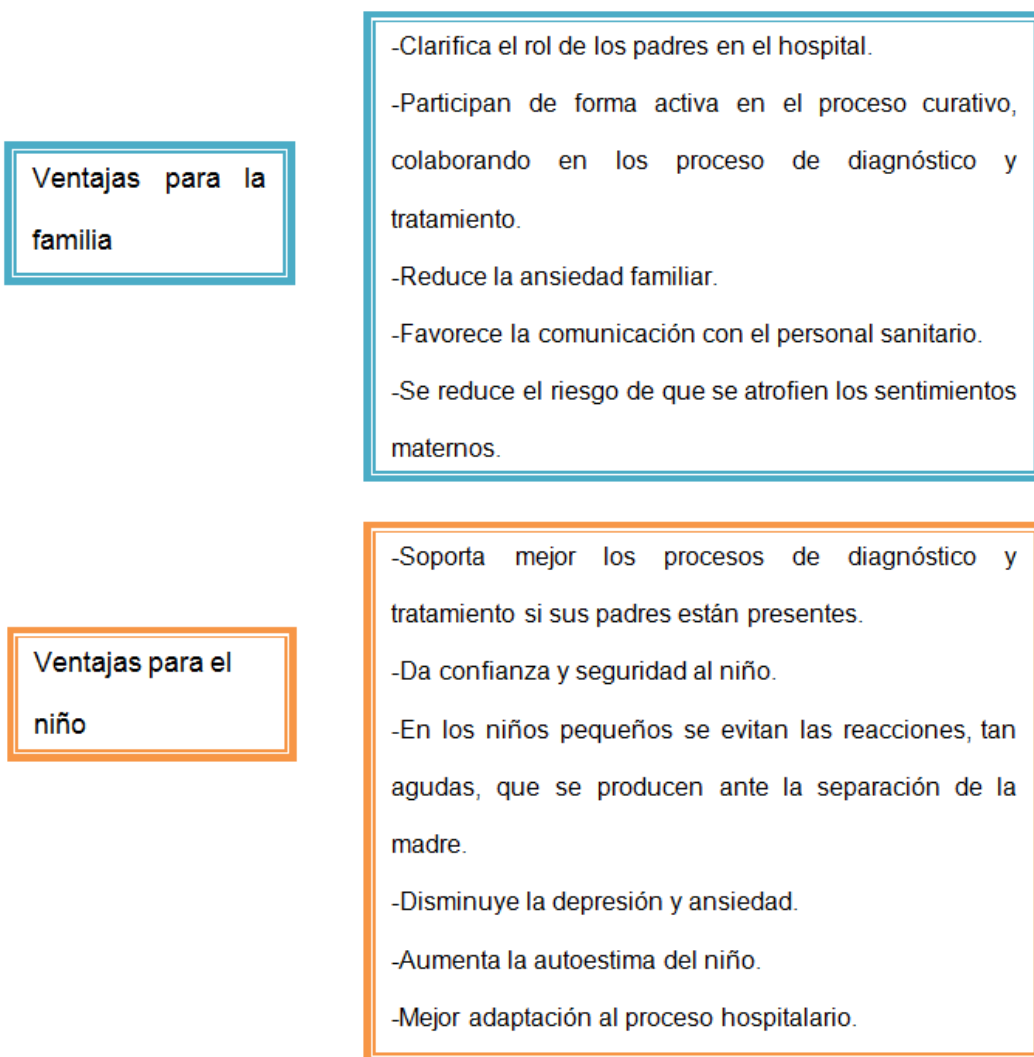 Ventajas para la
familia
-Clarifica el rol de los padres en el hospital.
-Participan de forma activa en el proceso curativo,
colaborando en los proceso de diagnóstico y
tratamiento.
-Reduce la ansiedad familiar.
-Favorece la comunicación con el personal sanitario.
-Se reduce el riesgo de que se atrofien los sentimientos
maternos.
Ventajas para el
niño
-Soporta mejor los procesos de diagnóstico y
tratamiento si sus padres están presentes.
-Da confianza y seguridad al niño.
-En los niños pequeños se evitan las reacciones, tan
agudas, que se producen ante la separación de la
madre.
-Disminuye la depresión y ansiedad.
-Aumenta la autoestima del niño.
-Mejor adaptación al proceso hospitalario.